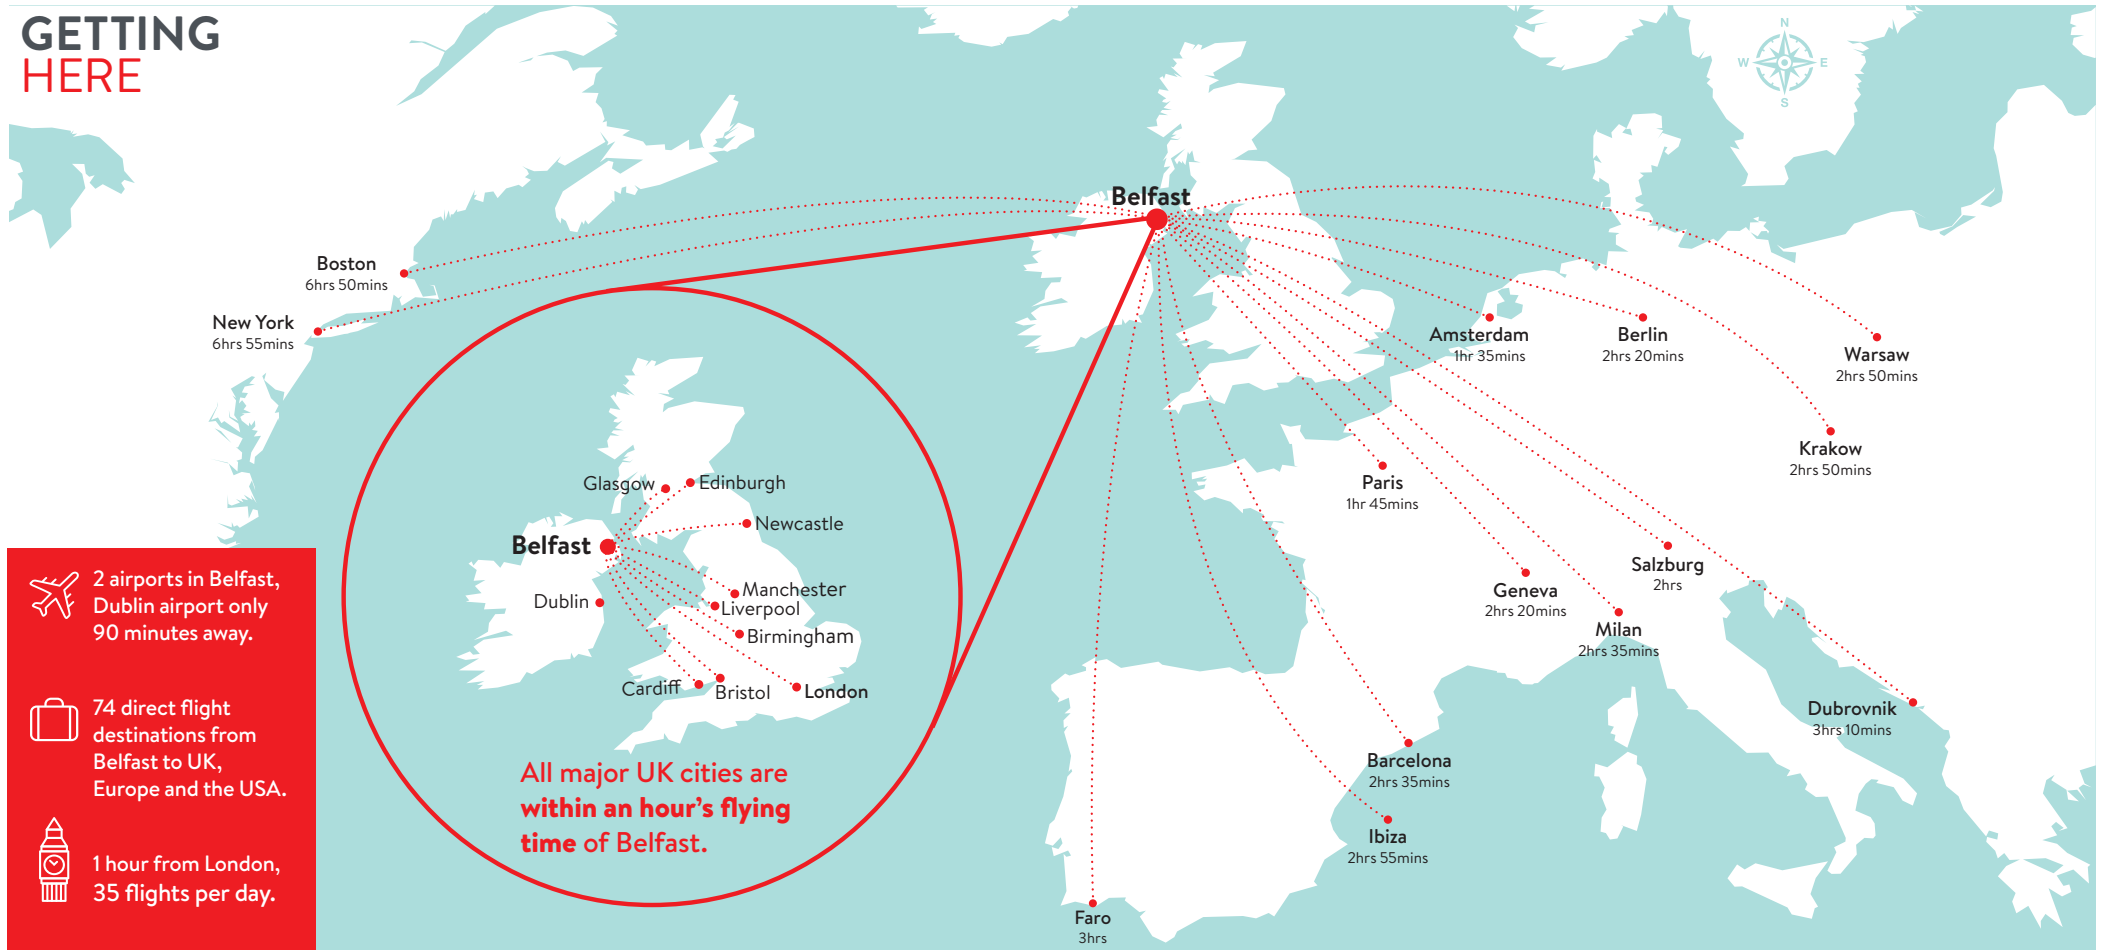 GETTING
HERE
N
W
E
S
Belfast
Boston
6hrs 50mins
New York
6hrs 55mins
Amsterdam
1hr 35mins
Berlin
2hrs 20mins
Warsaw
2hrs 50mins
Krakow
2hrs 50mins
Paris
1hr 45mins
Salzburg
2hrs
Geneva
2hrs 20mins
Milan
2hrs 35mins
Dubrovnik
3hrs 10mins
Barcelona
2hrs 35mins
Ibiza
2hrs 55mins
Faro
3hrs
Glasgow
Edinburgh
Newcastle
Belfast
Dublin
Manchester
Liverpool
Birmingham
Cardiff
Bristol
London
All major UK cities are
within an hour's flying
time of Belfast.
2 airports in Belfast,
Dublin airport only
90 minutes away.
74 direct flight
destinations from
Belfast to UK,
Europe and the USA.
1 hour from London,
35 flights per day.